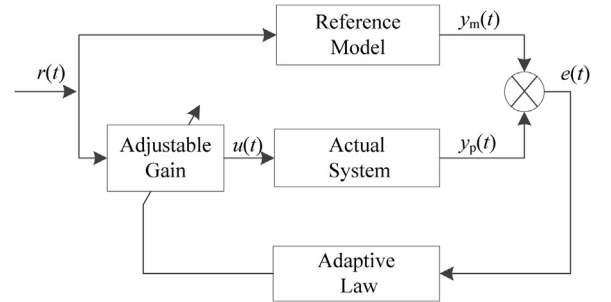 Reference
Model
ym(t)
r(t)
e(t)
Adjustable
Gain
u(t)
Actual
System
yp(t)
Adaptive
Law